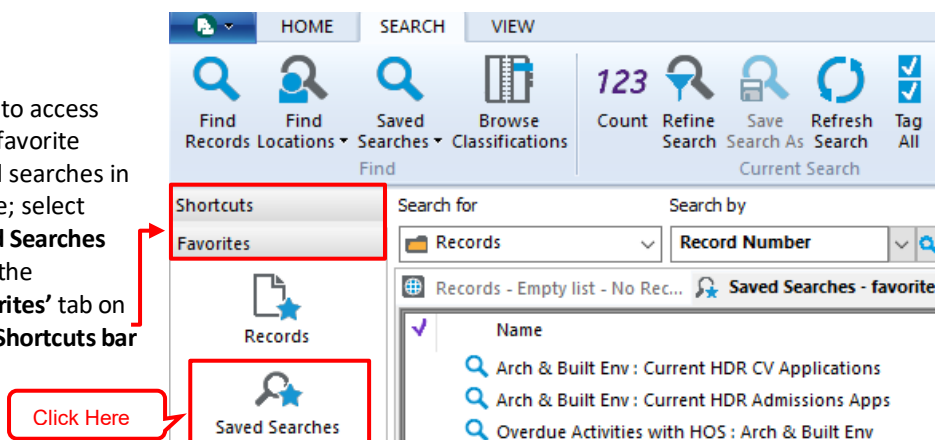 HOME SEARCH VIEW
Find Records
Find Locations
Saved Searches
Browse Classifications
123
Count
Refine Search
Save Search As
Refresh Search
Tag All
Find
Current Search
to access
favorite
searches in
select
Searches
the
tab on
Shortcuts bar
Click Here
Shortcuts
Favorites
Records
Saved Searches
Search for
Search by
Records
Record Number
Records - Empty list - No Rec...
Saved Searches - favorite
Name
Arch & Built Env : Current HDR CV Applications
Arch & Built Env : Current HDR Admissions Apps
Overdue Activities with HOS : Arch & Built Env